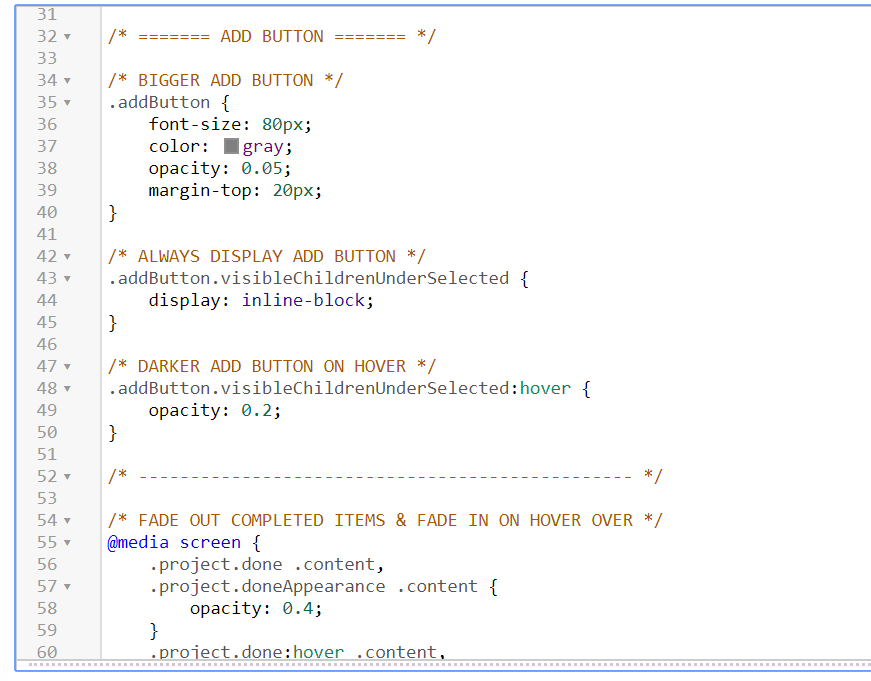 31
32 /* ======= ADD BUTTON ======= */
33
34 /* BIGGER ADD BUTTON */
35 .addButton {
36     font-size: 80px;
37     color: gray;
38     opacity: 0.05;
39     margin-top: 20px;
40 }
41
42 /* ALWAYS DISPLAY ADD BUTTON */
43 .addButton.visibleChildrenUnderSelected {
44     display: inline-block;
45 }
46
47 /* DARKER ADD BUTTON ON HOVER */
48 .addButton.visibleChildrenUnderSelected:hover {
49     opacity: 0.2;
50 }
51
52 /* ------------------------------------------------ */
53
54 /* FADE OUT COMPLETED ITEMS & FADE IN ON HOVER OVER */
55 @media screen {
56     .project.done .content,
57     .project.doneAppearance .content {
58         opacity: 0.4;
59     }
60     .project.done:hover .content,